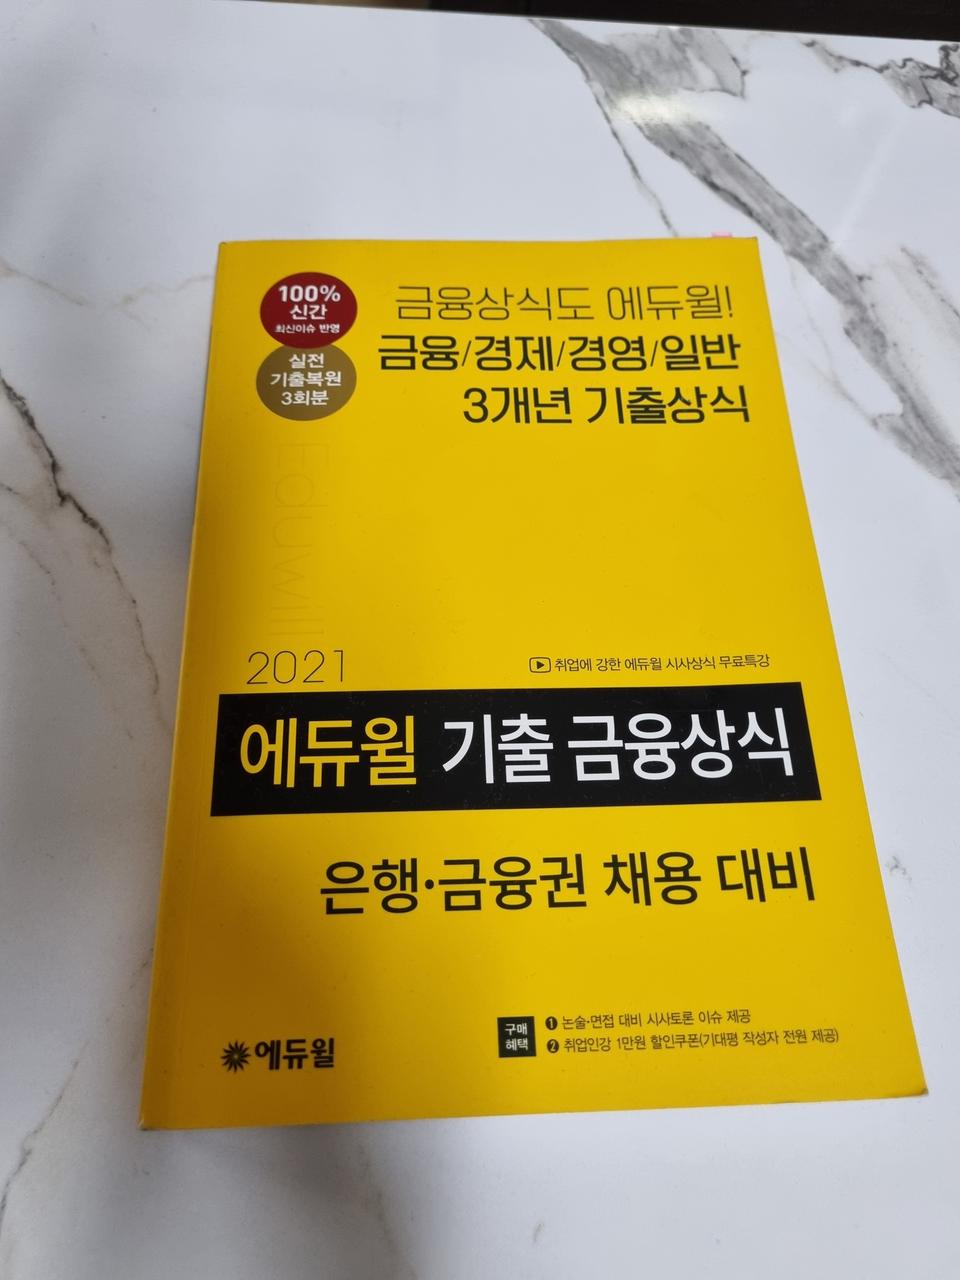 100%
신간
최신이슈 반영
실전
기출복원
3회분
금융상식도 에듀윌!
금융/경제/경영/일반
3개년 기출상식
Eduwill
2021
취업에 강한 에듀윌 시사상식 무료특강
에듀윌 기출 금융상식
은행·금융권 채용 대비
에듀윌
구매
혜택
❶ 논술·면접 대비 시사토론 이슈 제공
❷ 취업인강 1만원 할인쿠폰(기대평 작성자 전원 제공)